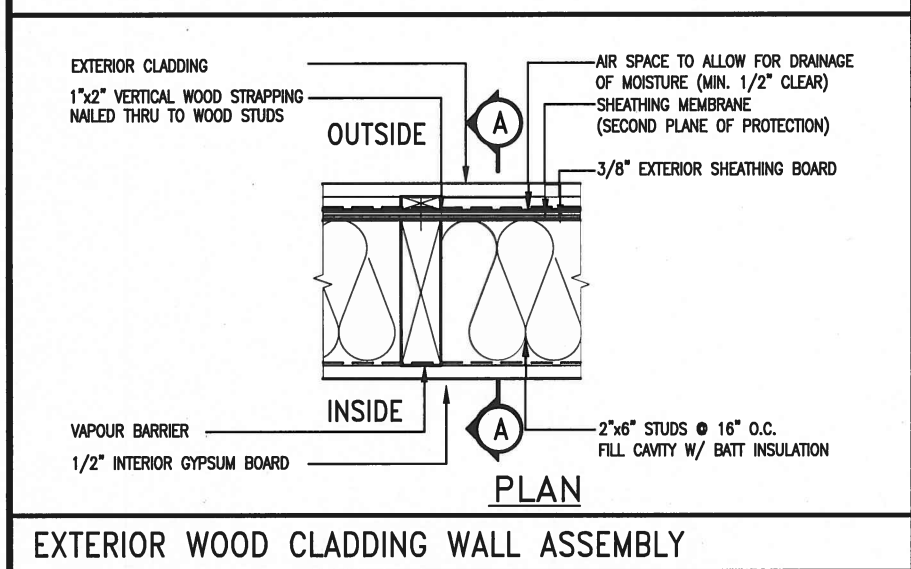 EXTERIOR CLADDING
1"x2" VERTICAL WOOD STRAPPING
NAILED THRU TO WOOD STUDS
OUTSIDE
A
AIR SPACE TO ALLOW FOR DRAINAGE
OF MOISTURE (MIN. 1/2" CLEAR)
SHEATHING MEMBRANE
(SECOND PLANE OF PROTECTION)
3/8" EXTERIOR SHEATHING BOARD
INSIDE
VAPOUR BARRIER
1/2" INTERIOR GYPSUM BOARD
A
2"x6" STUDS @ 16" O.C.
FILL CAVITY W/ BATT INSULATION
PLAN
EXTERIOR WOOD CLADDING WALL ASSEMBLY